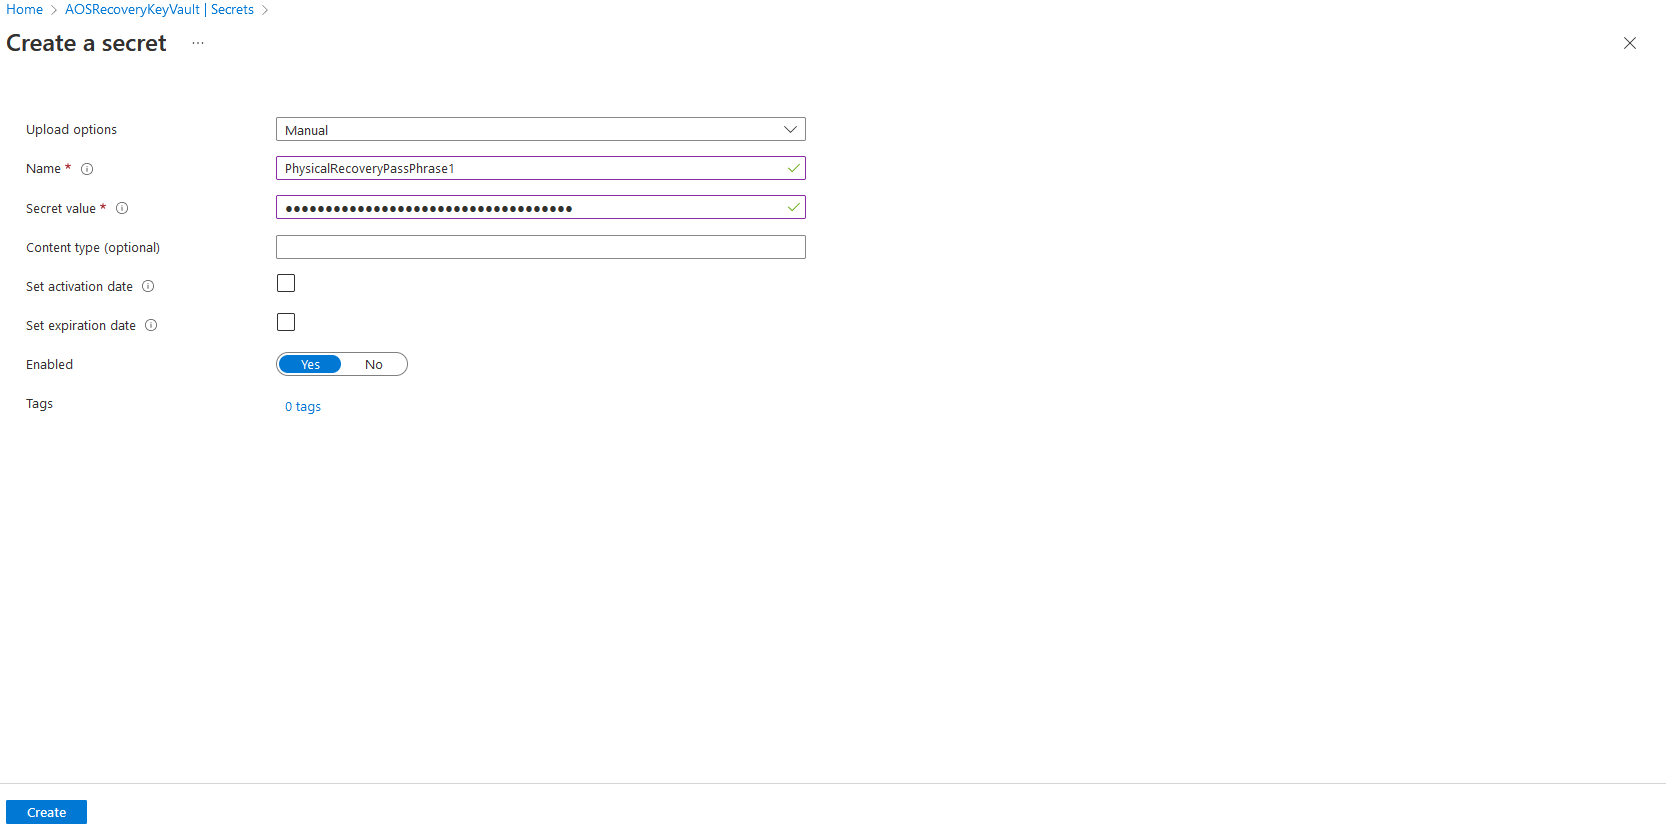 Home > AOSRecoveryKeyVault | Secrets >
Create a secret ...
Upload options Manual
Name * PhysicalRecoveryPassPhrase1
Secret value * ••••••••••••••••••••••••••••••••••••
Content type (optional)
Set activation date
Set expiration date
Enabled Yes No
Tags 0 tags
Create